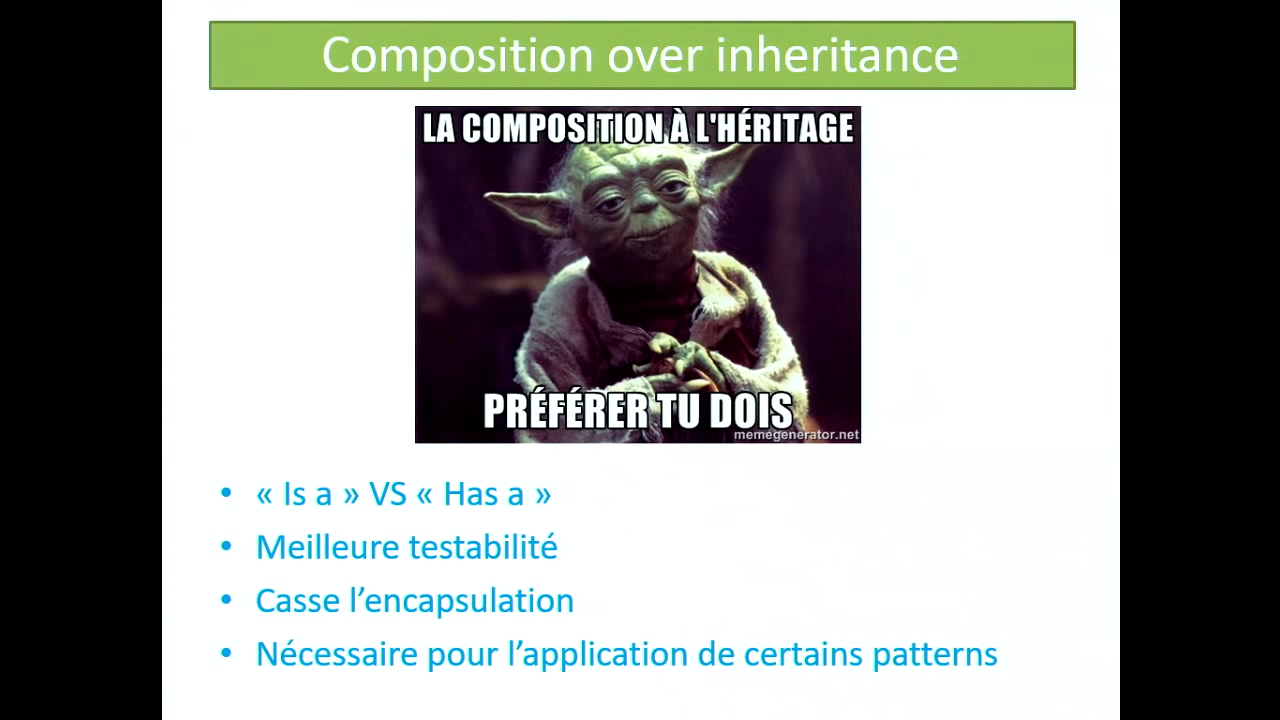 Composition over inheritance
LA COMPOSITION À L'HÉRITAGE
PRÉFÉRER TU DOIS
memegenerator.net
• « Is a » VS « Has a »
• Meilleure testabilité
• Casse l’encapsulation
• Nécessaire pour l’application de certains patterns